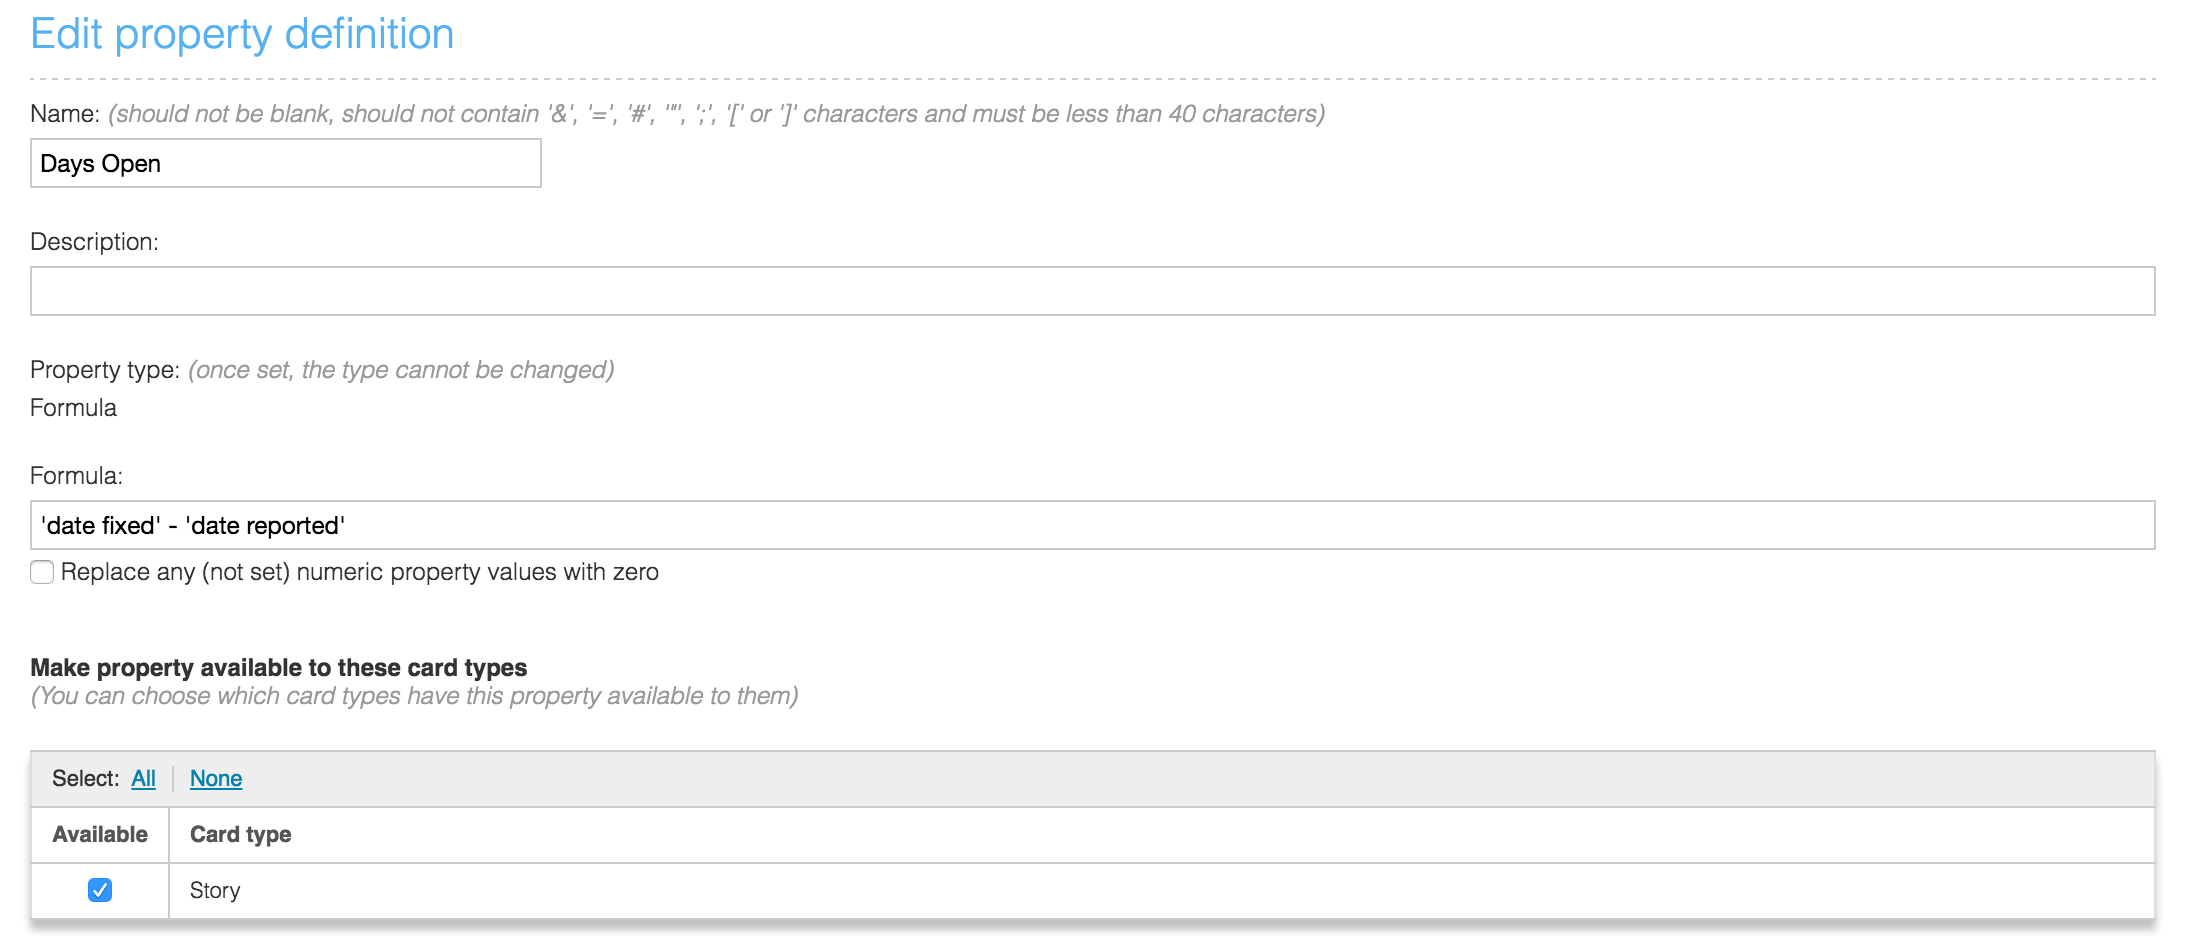 Edit property definition
Name: (should not be blank, should not contain '&', '=', '#', '"', ';', '[' or ']' characters and must be less than 40 characters)
Days Open
Description:
Property type: (once set, the type cannot be changed)
Formula
Formula:
'date fixed' - 'date reported'
Replace any (not set) numeric property values with zero
Make property available to these card types
(You can choose which card types have this property available to them)
Select: All | None
Available Card type
Story